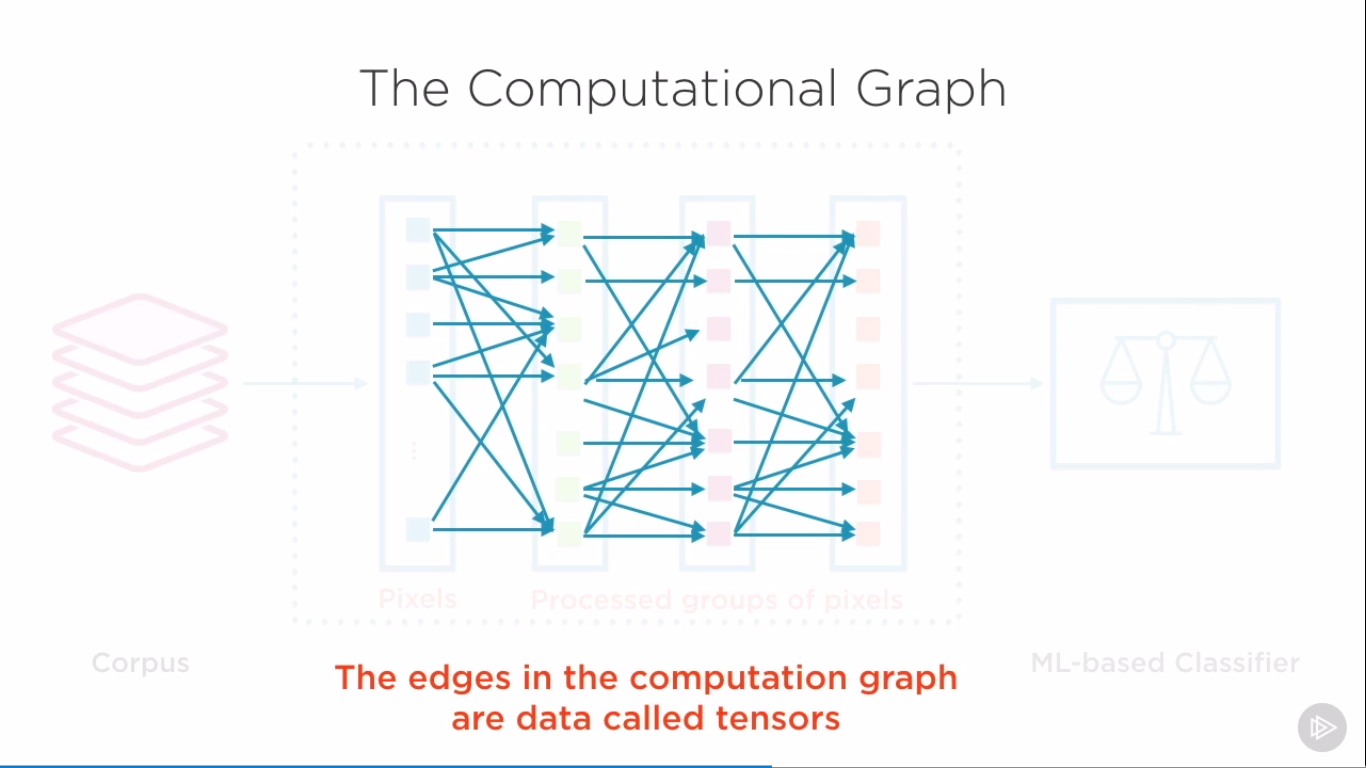 The Computational Graph
Pixels
Processed groups of pixels
Corpus
ML-based Classifier
The edges in the computation graph
are data called tensors